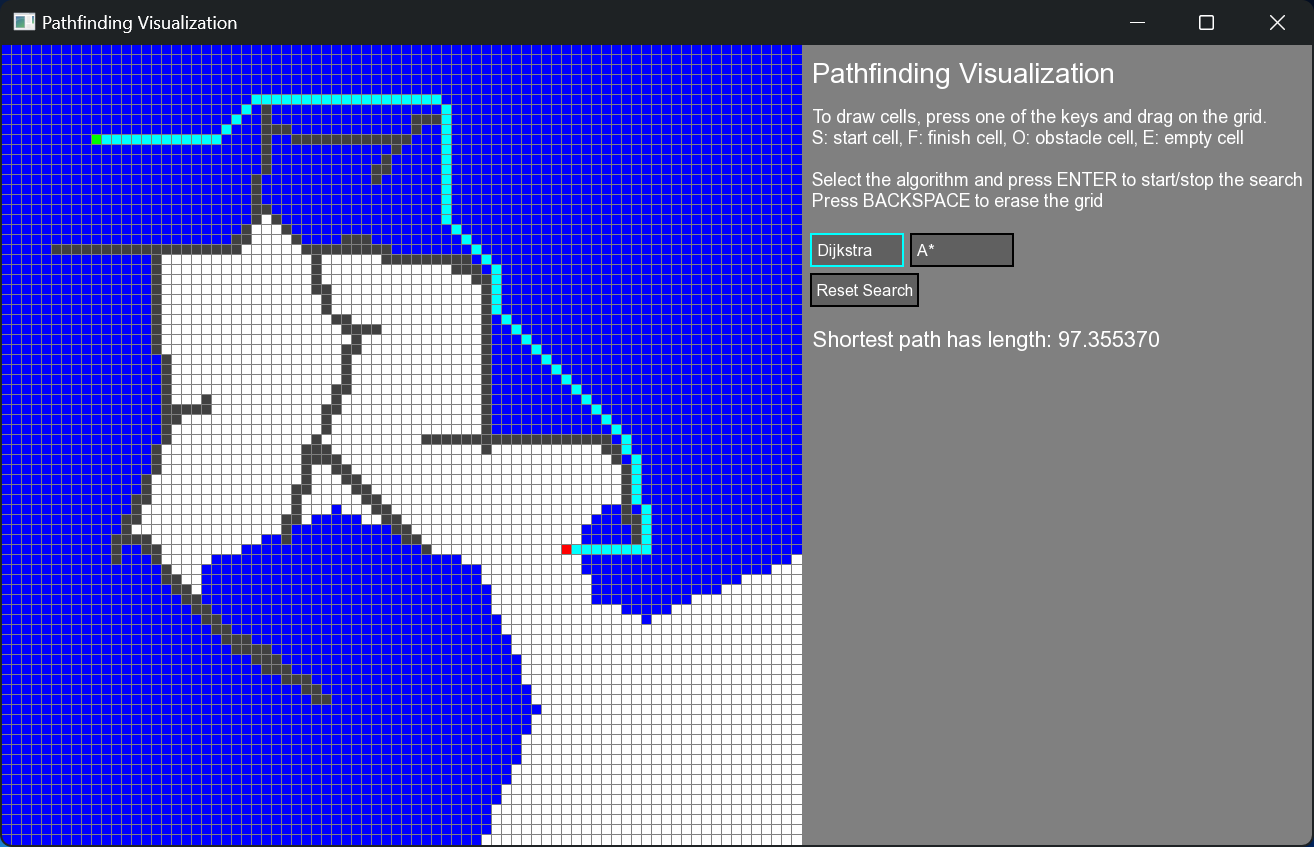 Pathfinding Visualization
Pathfinding Visualization
To draw cells, press one of the keys and drag on the grid.
S: start cell, F: finish cell, O: obstacle cell, E: empty cell
Select the algorithm and press ENTER to start/stop the search
Press BACKSPACE to erase the grid
Dijkstra A*
Reset Search
Shortest path has length: 97.355370